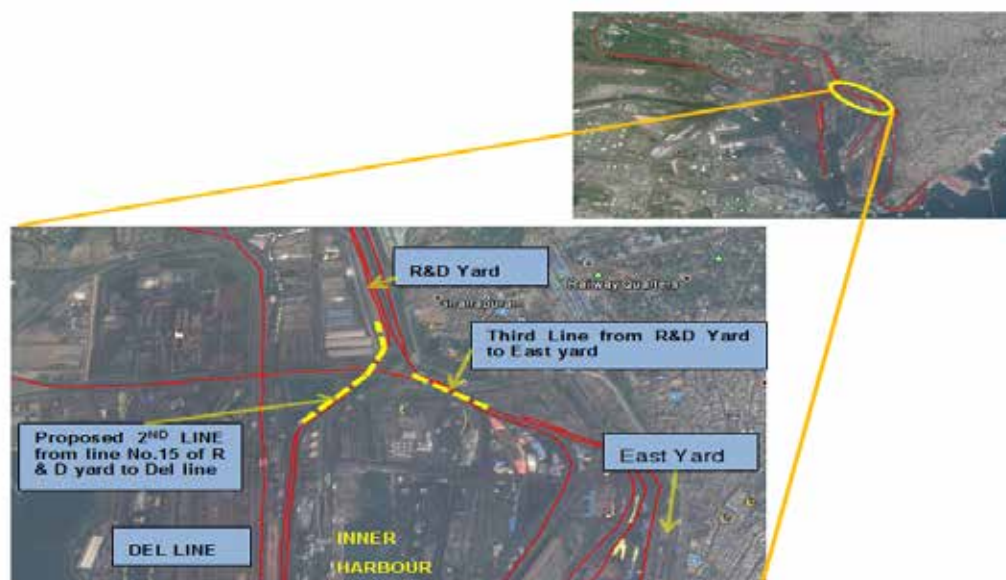 R&D Yard
Railway Quarters
Third Line from R&D Yard
to East yard
Proposed 2ND LINE
from line No.15 of R
& D yard to Del line
East Yard
DEL LINE
INNER
HARBOUR